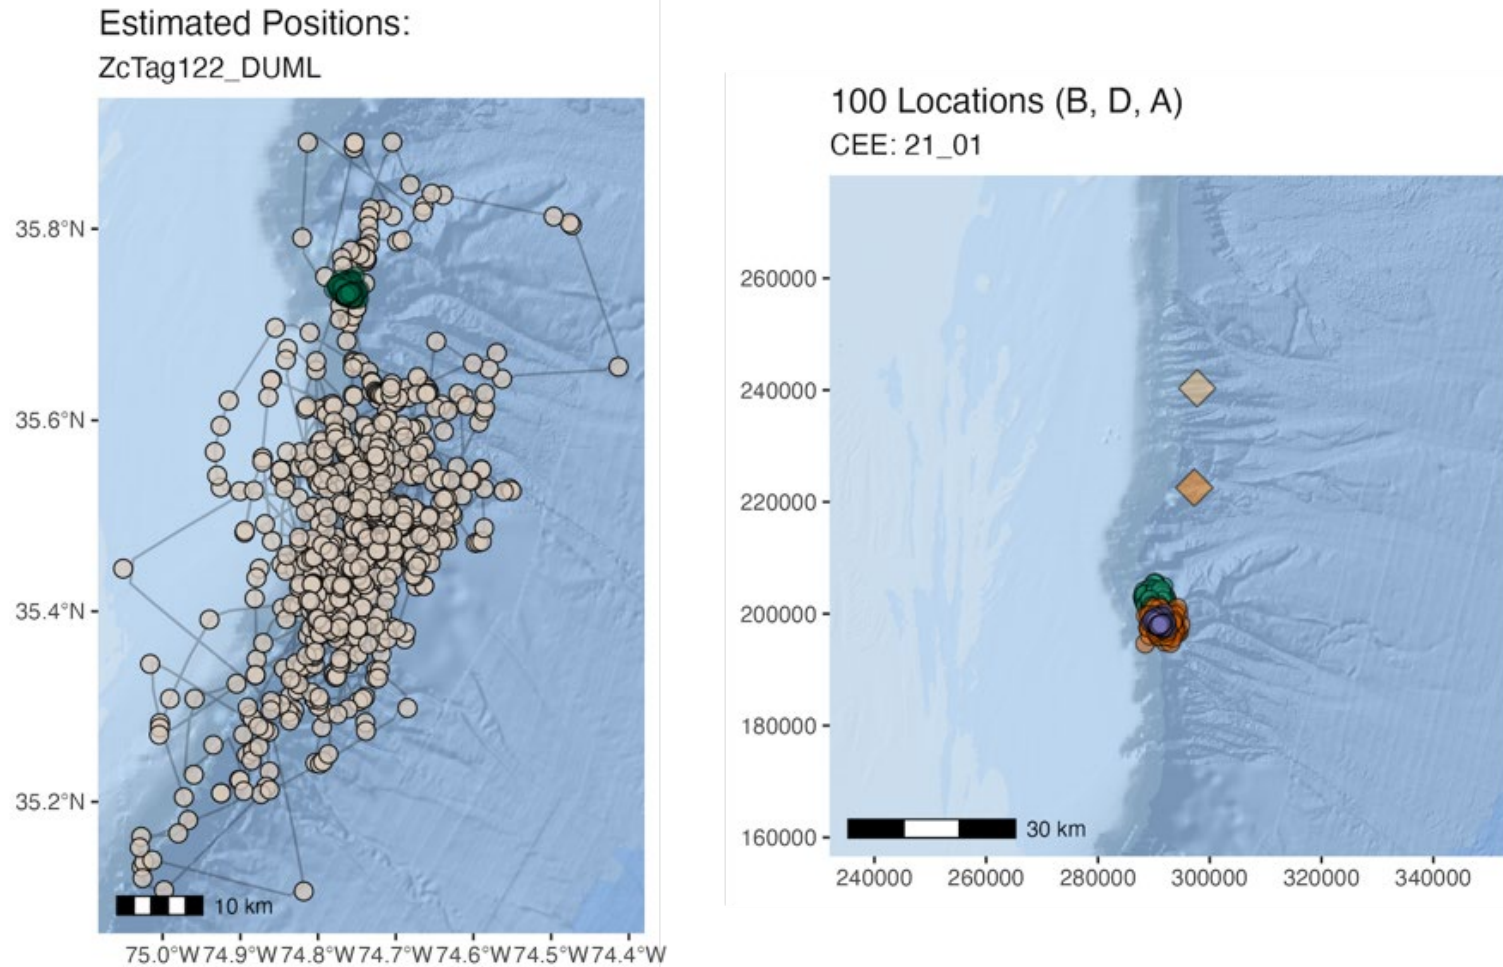 Estimated Positions:
ZcTag122_DUML
35.8°N
35.6°N
35.4°N
35.2°N
10 km
75.0°W 74.9°W 74.8°W 74.7°W 74.6°W 74.5°W 74.4°W
100 Locations (B, D, A)
CEE: 21_01
260000
240000
220000
200000
180000
160000
30 km
240000 260000 280000 300000 320000 340000